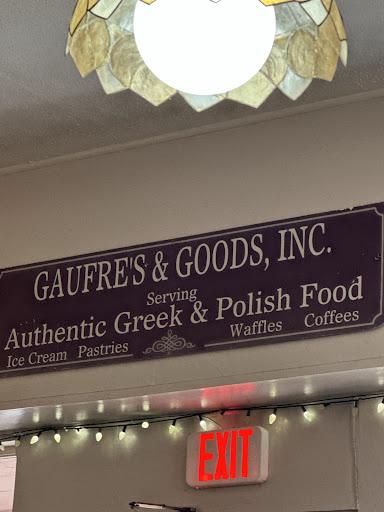 GAUFRE'S & GOODS, INC.
Serving
Authentic Greek & Polish Food
Ice Cream Pastries Waffles Coffees
EXIT